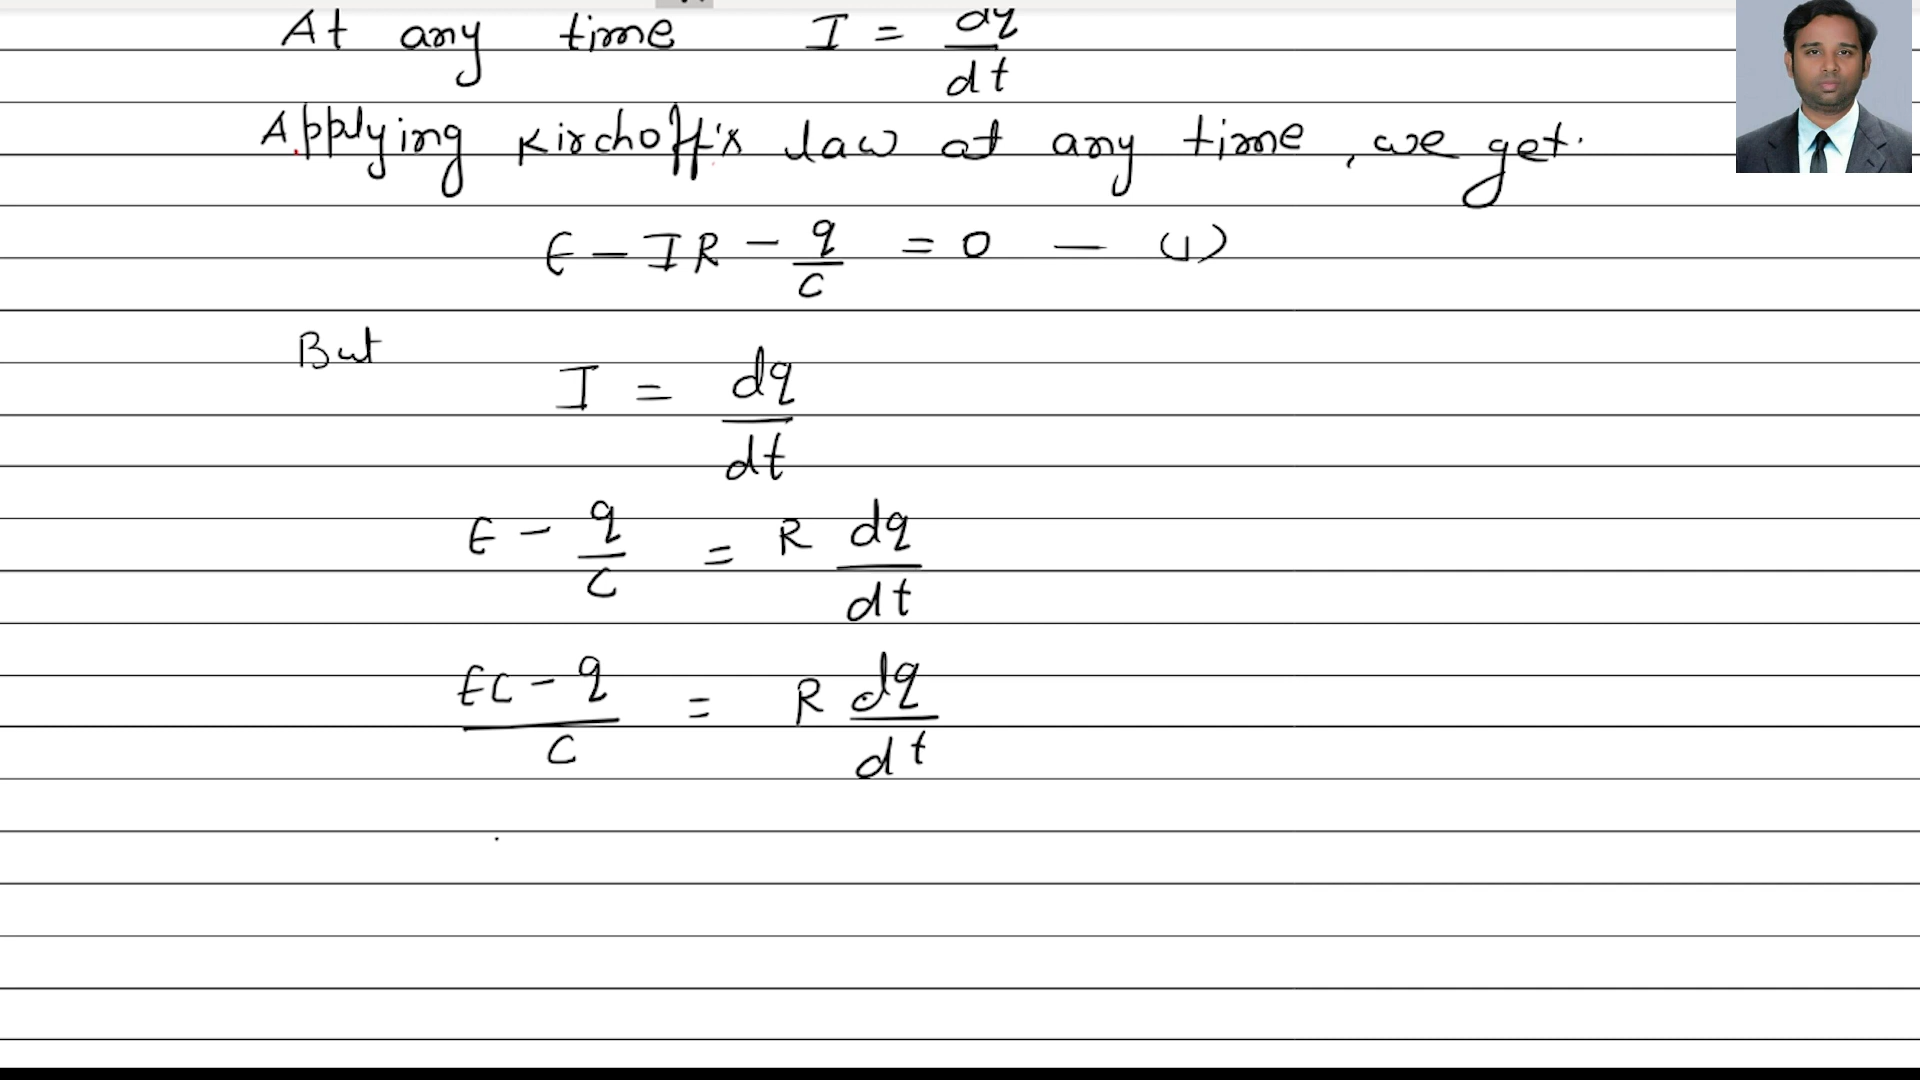 At any time I = dq/dt
Applying Kirchoff's law at any time, we get.
E - IR - q/c = 0 — (1)
But
I = dq/dt
E - q/c = R dq/dt
EC - q/c = R dq/dt